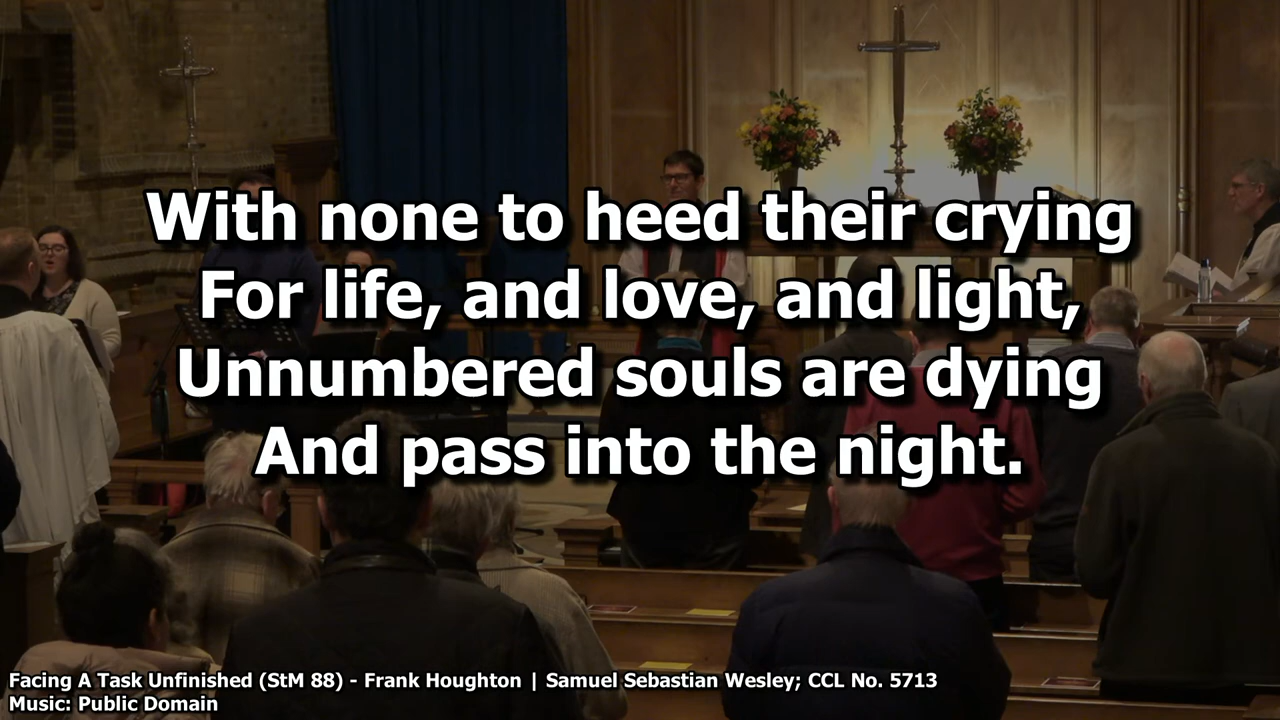 With none to heed their crying
For life, and love, and light,
Unnumbered souls are dying
And pass into the night.
Facing A Task Unfinished (StM 88) - Frank Houghton | Samuel Sebastian Wesley; CCL No. 5713
Music: Public Domain